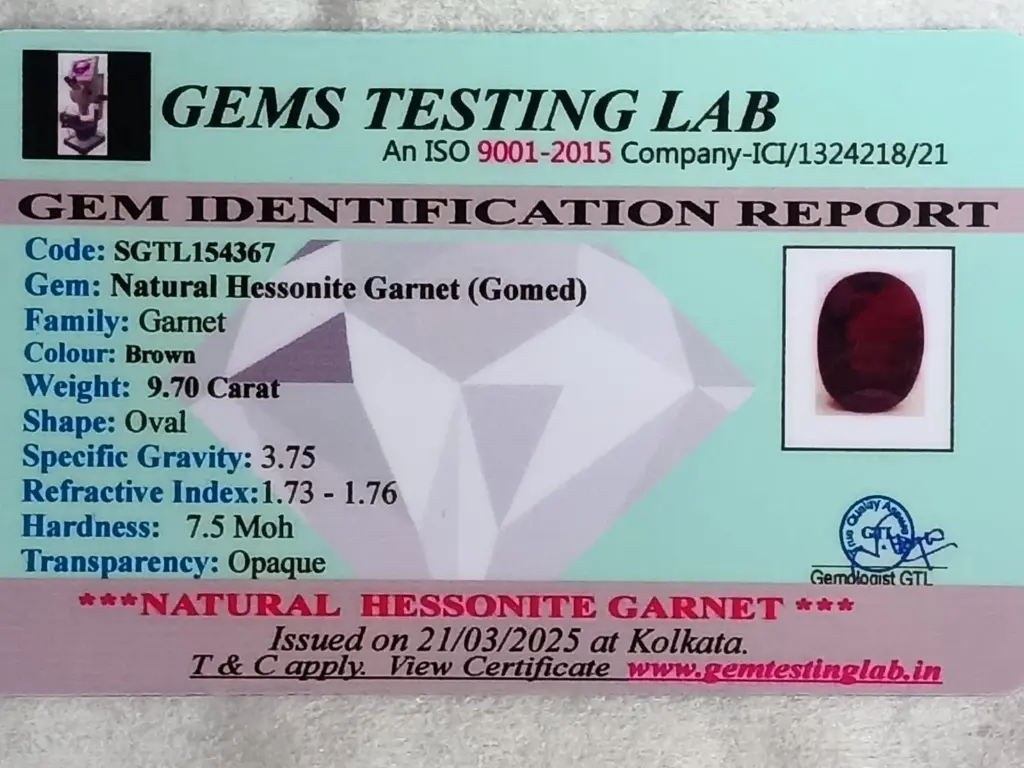 GEMS TESTING LAB
An ISO 9001-2015 Company-ICI/1324218/21
GEM IDENTIFICATION REPORT
Code: SGTL154367
Gem: Natural Hessonite Garnet (Gomed)
Family: Garnet
Colour: Brown
Weight: 9.70 Carat
Shape: Oval
Specific Gravity: 3.75
Refractive Index:1.73 - 1.76
Hardness: 7.5 Moh
Transparency: Opaque
GTL
Gemologist GTL
***NATURAL HESSONITE GARNET ***
Issued on 21/03/2025 at Kolkata.
T & C apply. View Certificate www.gemtestinglab.in